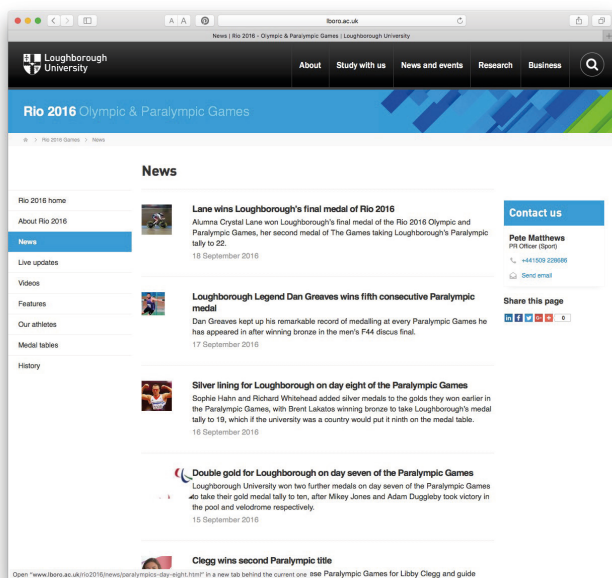 lboro.ac.uk
News | Rio 2016 - Olympic & Paralympic Games | Loughborough University
Loughborough
University
About Study with us News and events Research Business
Rio 2016 Olympic & Paralympic Games
Rio 2016 Games News
News
Rio 2016 home
About Rio 2016
News
Live updates
Videos
Features
Our athletes
Medal tables
History
Lane wins Loughborough's final medal of Rio 2016
Alumna Crystal Lane won Loughborough's final medal of the Rio 2016 Olympic and
Paralympic Games, her second medal of The Games taking Loughborough's Paralympic
tally to 22.
18 September 2016
Loughborough Legend Dan Greaves wins fifth consecutive Paralympic
medal
Dan Greaves kept up his remarkable record of medalling at every Paralympic Games he
has appeared in after winning bronze in the men's F44 discus final.
17 September 2016
Silver lining for Loughborough on day eight of the Paralympic Games
Sophie Hahn and Richard Whitehead added silver medals to the golds they won earlier in
the Paralympic Games, with Brent Lakatos winning bronze to take Loughborough's medal
tally to 19, which if the university was a country would put it ninth on the medal table.
16 September 2016
Double gold for Loughborough on day seven of the Paralympic Games
Loughborough University won two further medals on day seven of the Paralympic Games
to take their gold medal tally to ten, after Mikey Jones and Adam Duggleby took victory in
the pool and velodrome respectively.
15 September 2016
Clegg wins second Paralympic title
Open "www.lboro.ac.uk/rio2016/news/paralympics-day-eight.html" in a new tab behind the current one
Paralympic Games for Libby Clegg and guide
Contact us
Pete Matthews
PR Officer (Sport)
+441509 228686
Send email
Share this page
0